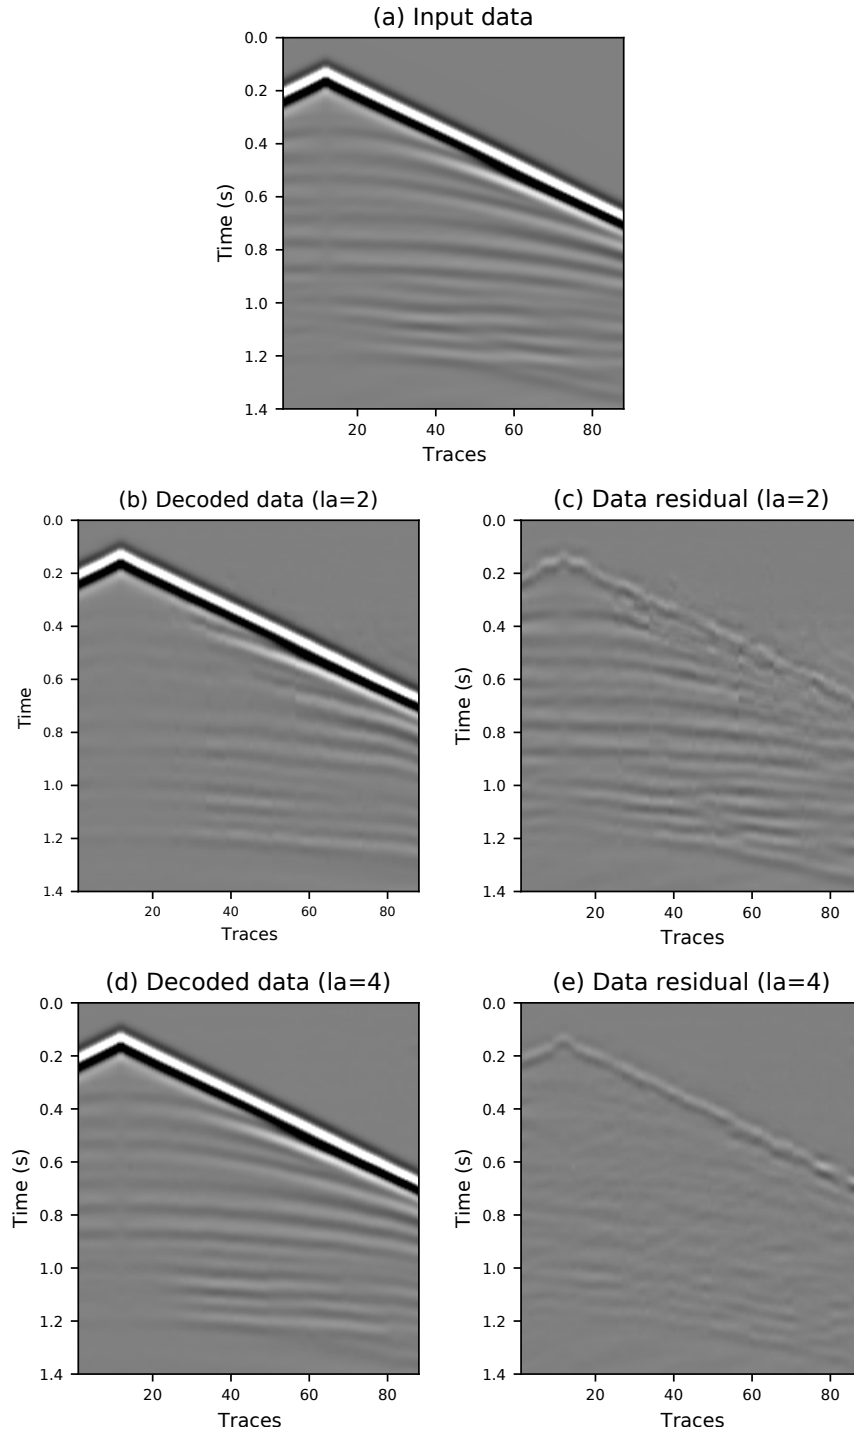 (a) Input data
0.0
0.2
0.4
0.6
0.8
1.0
1.2
1.4
Time (s)
20 40 60 80
Traces
(b) Decoded data (la=2)
0.0
0.2
0.4
0.6
0.8
1.0
1.2
1.4
Time
20 40 60 80
Traces
(c) Data residual (la=2)
0.0
0.2
0.4
0.6
0.8
1.0
1.2
1.4
Time (s)
20 40 60 80
Traces
(d) Decoded data (la=4)
0.0
0.2
0.4
0.6
0.8
1.0
1.2
1.4
Time (s)
20 40 60 80
Traces
(e) Data residual (la=4)
0.0
0.2
0.4
0.6
0.8
1.0
1.2
1.4
Time (s)
20 40 60 80
Traces